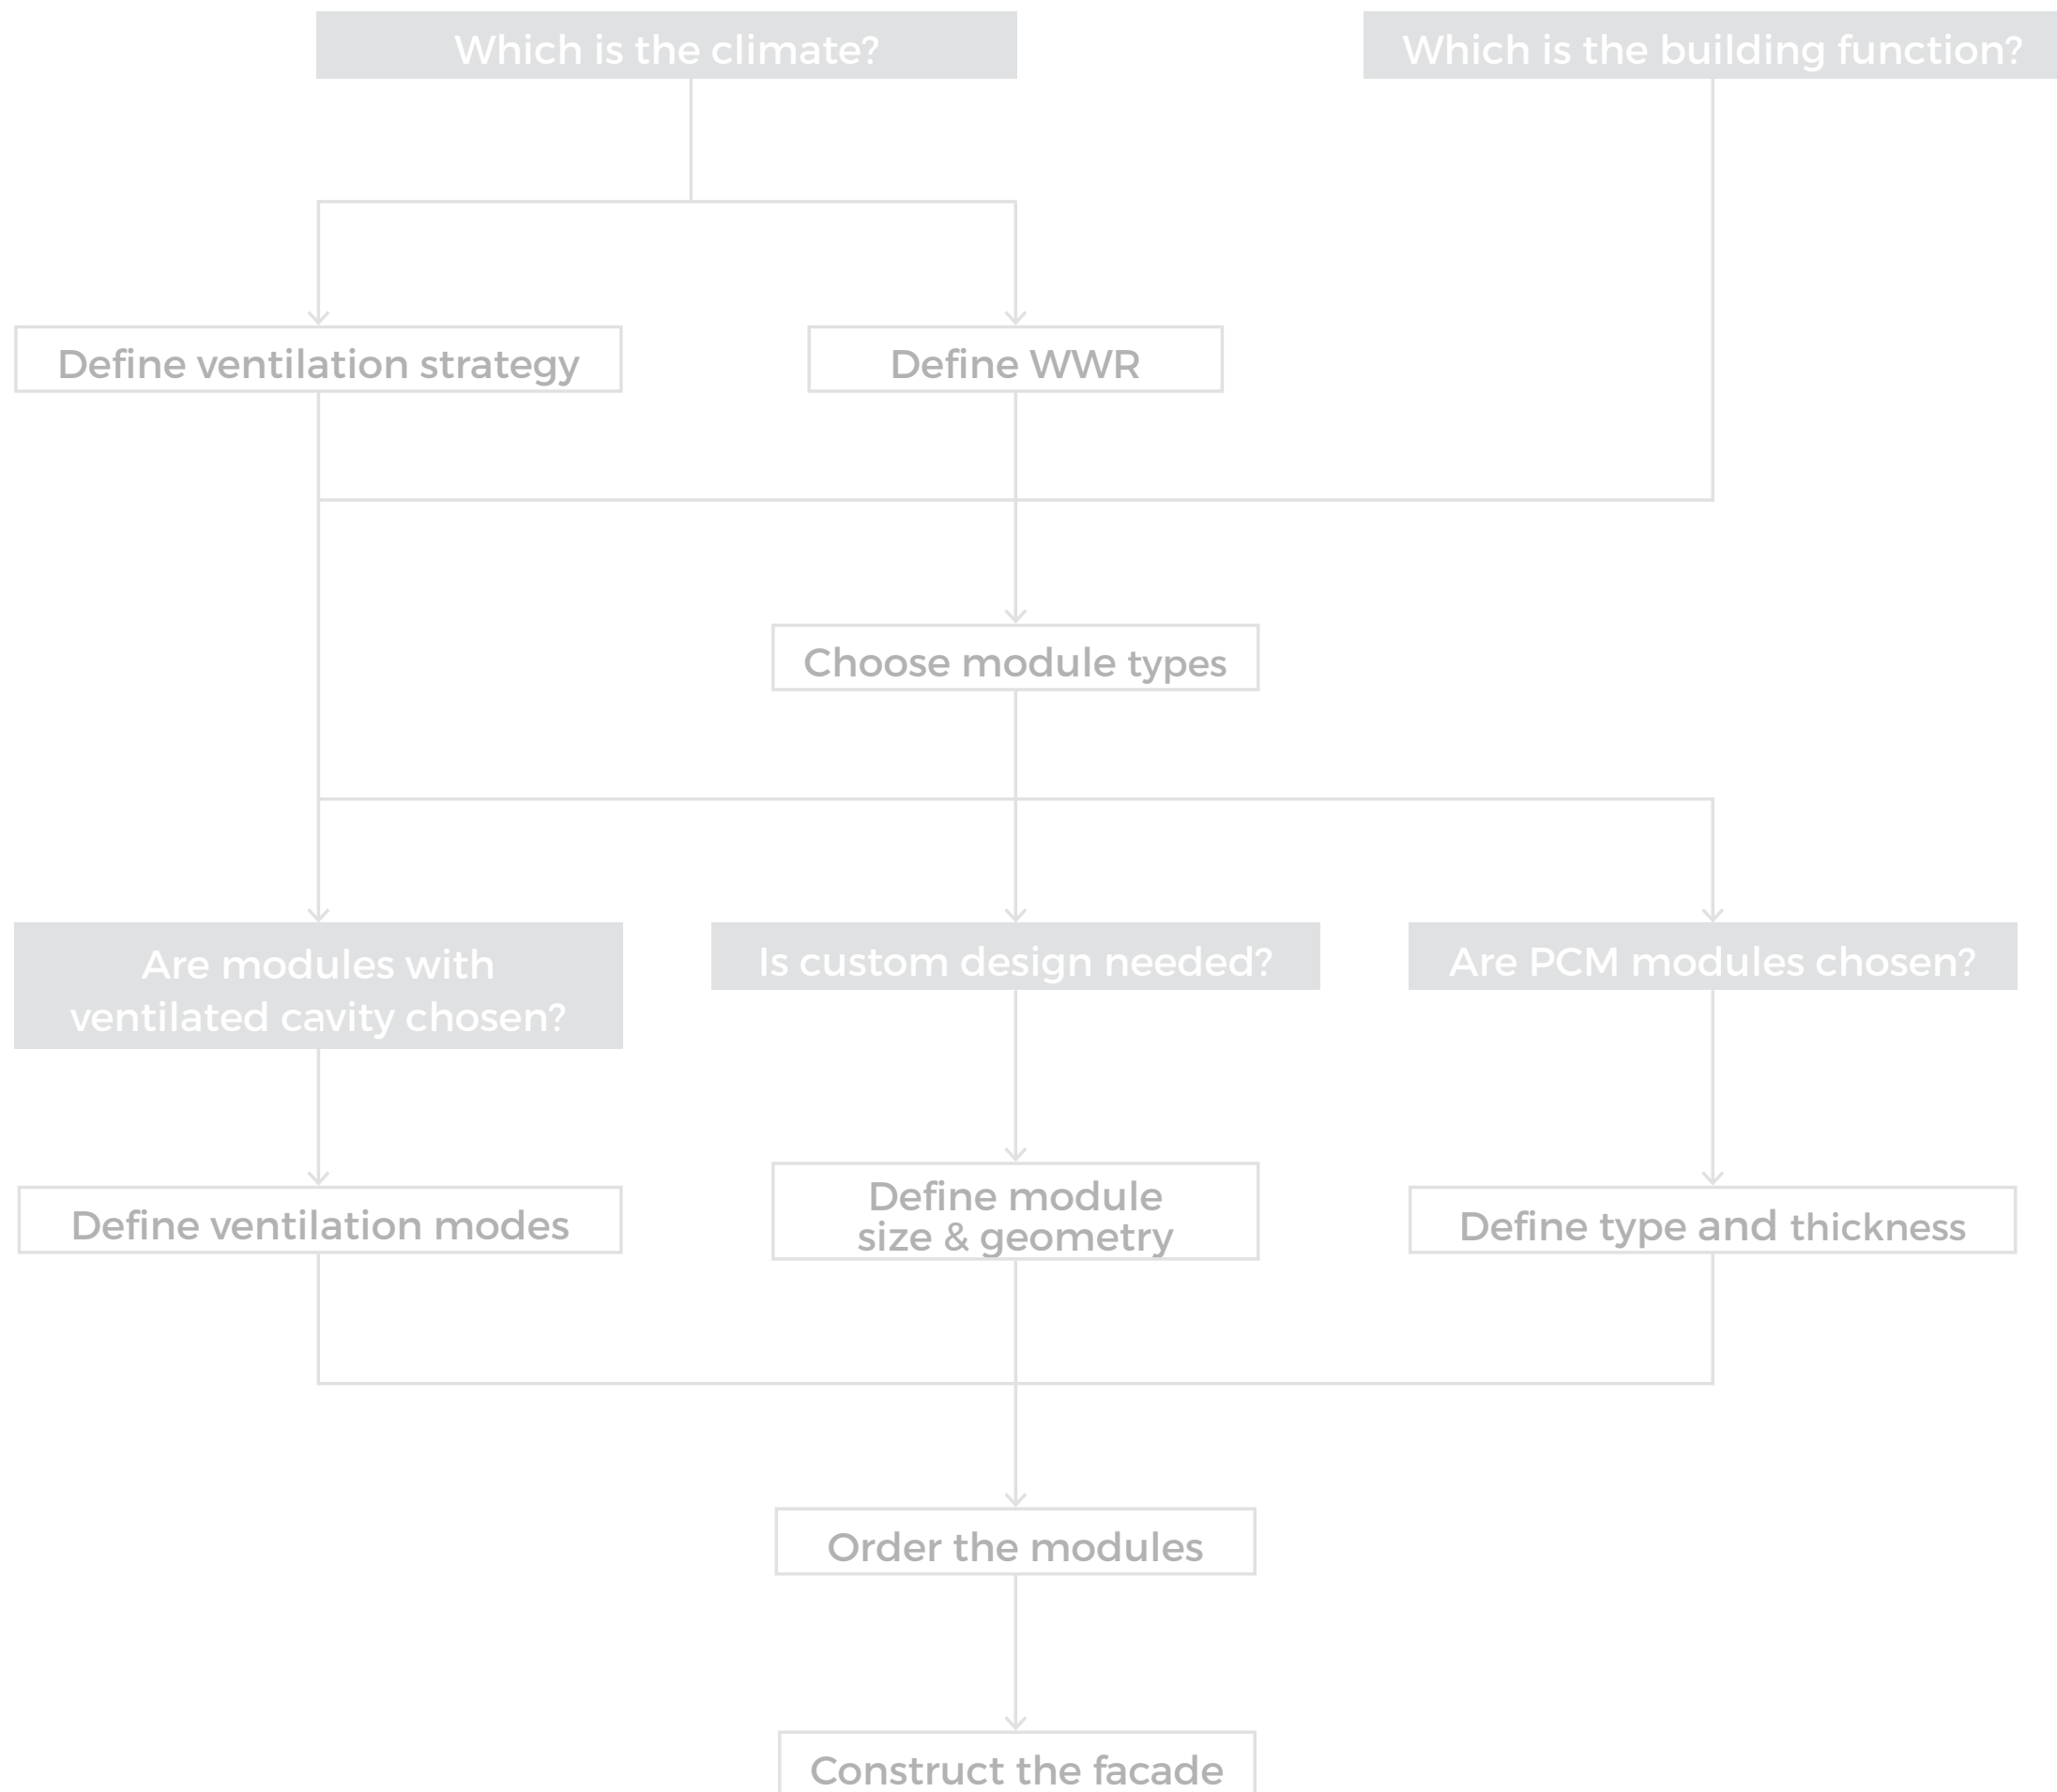 Which is the climate?
Which is the building function?
Define ventilation strategy
Define WWR
Choose module types
Are modules with
ventilated cavity chosen?
Is custom design needed?
Are PCM modules chosen?
Define ventilation modes
Define module
size & geometry
Define type and thickness
Order the modules
Construct the facade